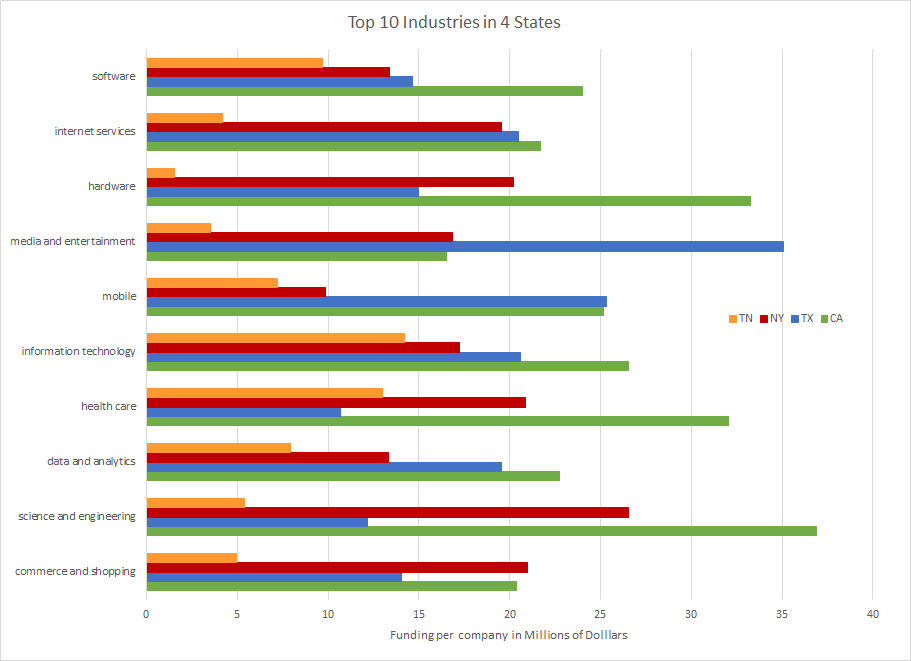 Top 10 Industries in 4 States
software
internet services
hardware
media and entertainment
mobile
TN NY TX CA
information technology
health care
data and analytics
science and engineering
commerce and shopping
0 5 10 15 20 25 30 35 40
Funding per company in Millions of Dolllars